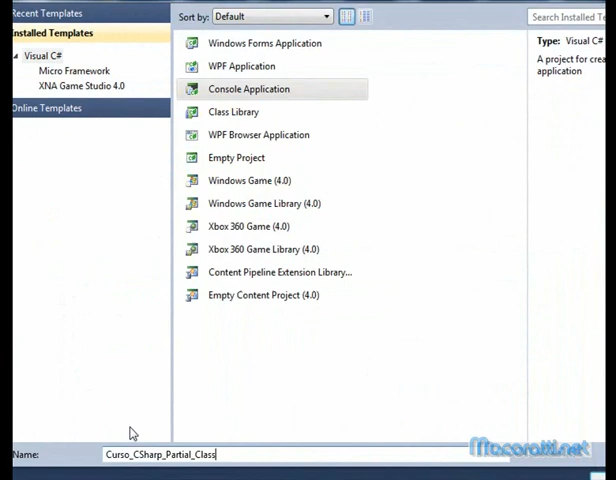 Recent Templates
Installed Templates
Visual C#
Micro Framework
XNA Game Studio 4.0
Online Templates
Sort by: Default
Windows Forms Application
WPF Application
Console Application
Class Library
WPF Browser Application
Empty Project
Windows Game (4.0)
Windows Game Library (4.0)
Xbox 360 Game (4.0)
Xbox 360 Game Library (4.0)
Content Pipeline Extension Library...
Empty Content Project (4.0)
Search Installed T
Type: Visual C#
A project for crea
application
Name: Curso_CSharp_Partial_Class
Macoratti.net